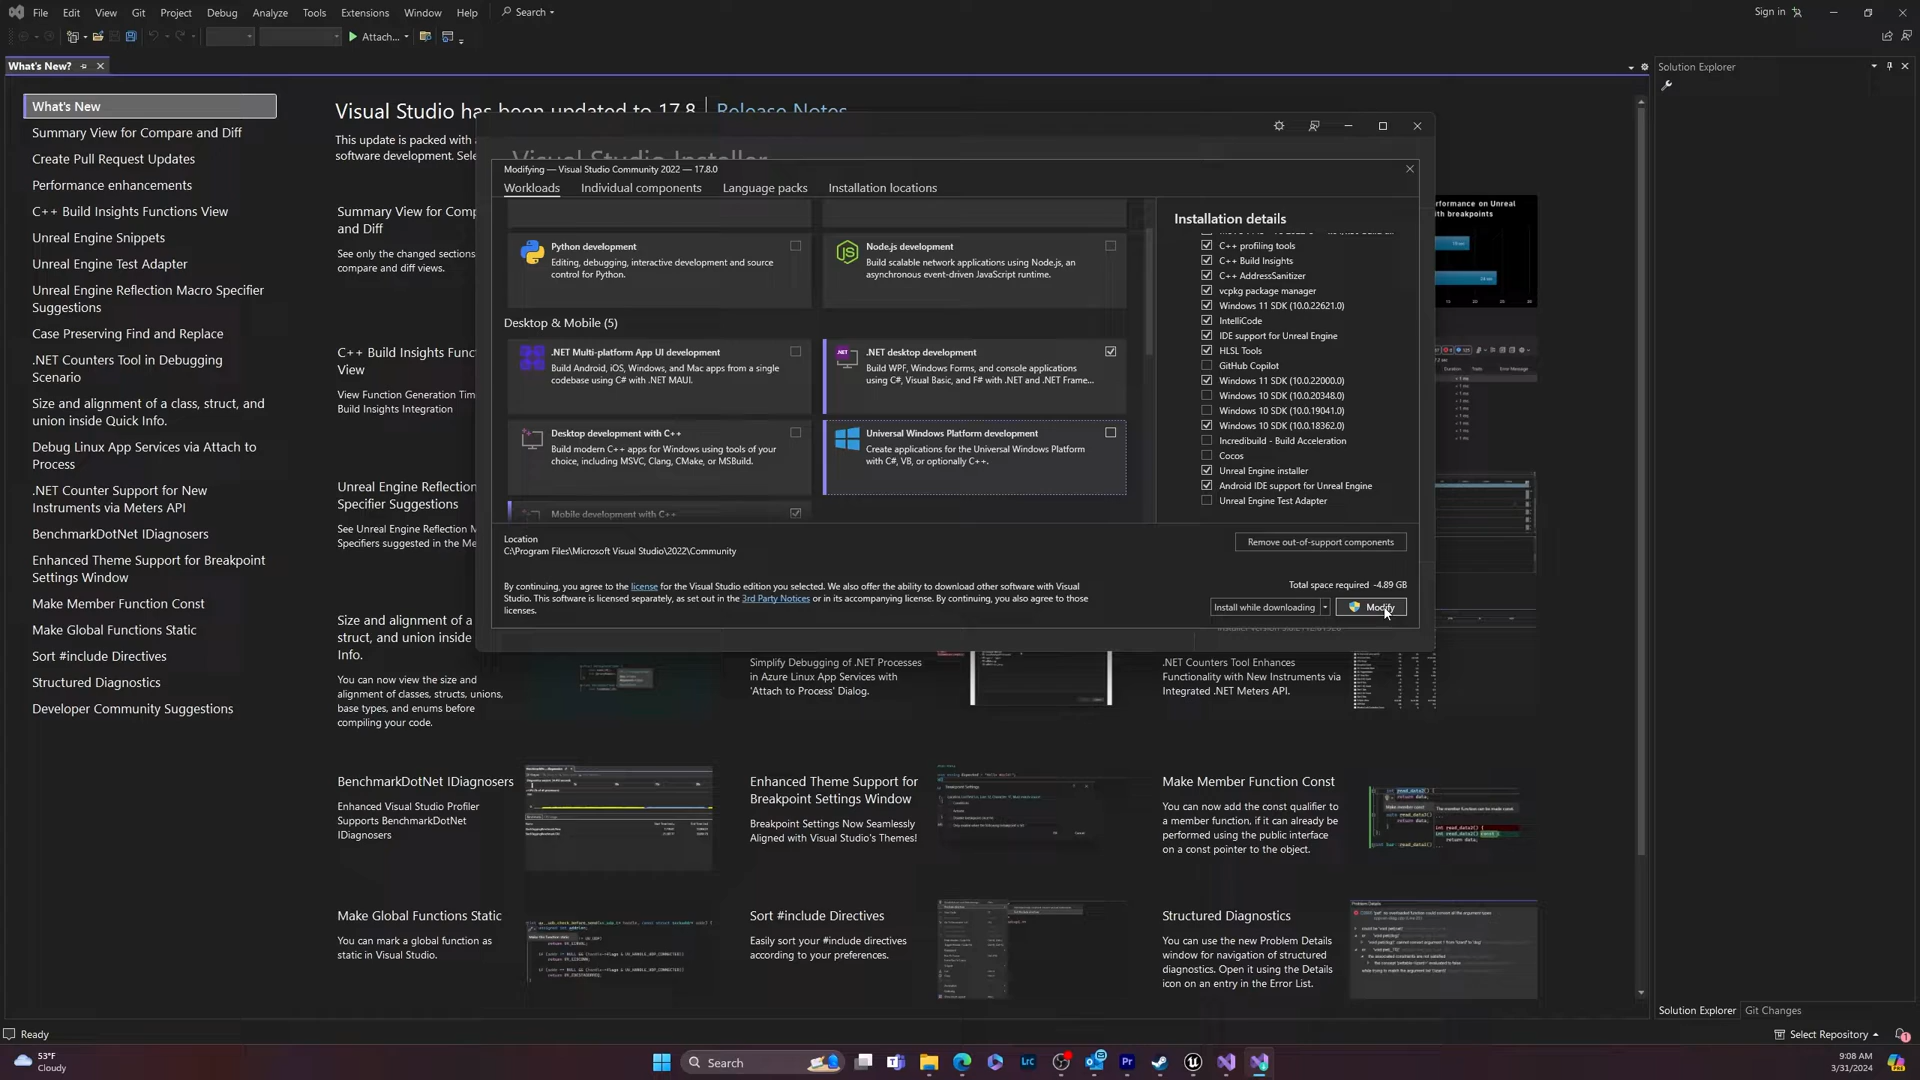 File Edit View Git Project Debug Analyze Tools Extensions Window Help Search Sign in
Attach...
What's New?
Solution Explorer
What's New
Summary View for Compare and Diff
Create Pull Request Updates
Performance enhancements
C++ Build Insights Functions View
Unreal Engine Snippets
Unreal Engine Test Adapter
Unreal Engine Reflection Macro Specifier
Suggestions
Case Preserving Find and Replace
.NET Counters Tool in Debugging
Scenario
Size and alignment of a class, struct, and
union inside Quick Info.
Debug Linux App Services via Attach to
Process
.NET Counter Support for New
Instruments via Meters API
BenchmarkDotNet IDiagnosers
Enhanced Theme Support for Breakpoint
Settings Window
Make Member Function Const
Make Global Functions Static
Sort #include Directives
Structured Diagnostics
Developer Community Suggestions
Visual Studio has been updated to 17.8 Release Notes
This update is packed with
software development. Sele
Summary View for Comp
and Diff
See only the changed sections
compare and diff views.
C++ Build Insights Func
View
View Function Generation Tim
Build Insights Integration
Unreal Engine Reflection
Specifier Suggestions
See Unreal Engine Reflection M
Specifiers suggested in the Me
Size and alignment of a
struct, and union inside
Info.
You can now view the size and
alignment of classes, structs, unions,
base types, and enums before
compiling your code.
Visual Studio Installer
Modifying — Visual Studio Community 2022 — 17.8.0
Workloads Individual components Language packs Installation locations
Python development
Editing, debugging, interactive development and source
control for Python.
Node.js development
Build scalable network applications using Node.js, an
asynchronous event-driven JavaScript runtime.
Desktop & Mobile (5)
.NET Multi-platform App UI development
Build Android, iOS, Windows, and Mac apps from a single
codebase using C# with .NET MAUI.
.NET desktop development
Build WPF, Windows Forms, and console applications
using C#, Visual Basic, and F# with .NET and .NET Frame...
Desktop development with C++
Build modern C++ apps for Windows using tools of your
choice, including MSVC, Clang, CMake, or MSBuild.
Universal Windows Platform development
Create applications for the Universal Windows Platform
with C#, VB, or optionally C++.
Mobile development with C++
Installation details
C++ profiling tools
C++ Build Insights
C++ AddressSanitizer
vcpkg package manager
Windows 11 SDK (10.0.22621.0)
IntelliCode
IDE support for Unreal Engine
HLSL Tools
GitHub Copilot
Windows 11 SDK (10.0.22000.0)
Windows 10 SDK (10.0.20348.0)
Windows 10 SDK (10.0.19041.0)
Windows 10 SDK (10.0.18362.0)
Incredibuild - Build Acceleration
Cocos
Unreal Engine installer
Android IDE support for Unreal Engine
Unreal Engine Test Adapter
Location
C:\Program Files\Microsoft Visual Studio\2022\Community
Remove out-of-support components
By continuing, you agree to the license for the Visual Studio edition you selected. We also offer the ability to download other software with Visual
Studio. This software is licensed separately, as set out in the 3rd Party Notices or in its accompanying license. By continuing, you also agree to those
licenses.
Total space required -4.89 GB
Install while downloading
Modify
Simplify Debugging of .NET Processes
in Azure Linux App Services with
'Attach to Process' Dialog.
.NET Counters Tool Enhances
Functionality with New Instruments via
Integrated .NET Meters API.
BenchmarkDotNet IDiagnosers
Enhanced Visual Studio Profiler
Supports BenchmarkDotNet
IDiagnosers
Enhanced Theme Support for
Breakpoint Settings Window
Breakpoint Settings Now Seamlessly
Aligned with Visual Studio's Themes!
Make Member Function Const
You can now add the const qualifier to
a member function, if it can already be
performed using the public interface
on a const pointer to the object.
Make Global Functions Static
You can mark a global function as
static in Visual Studio.
Sort #include Directives
Easily sort your #include directives
according to your preferences.
Structured Diagnostics
You can use the new Problem Details
window for navigation of structured
diagnostics. Open it using the Details
icon on an entry in the Error List.
Solution Explorer Git Changes
Ready
Select Repository
53°F
Cloudy
Search
9:08 AM
3/31/2024